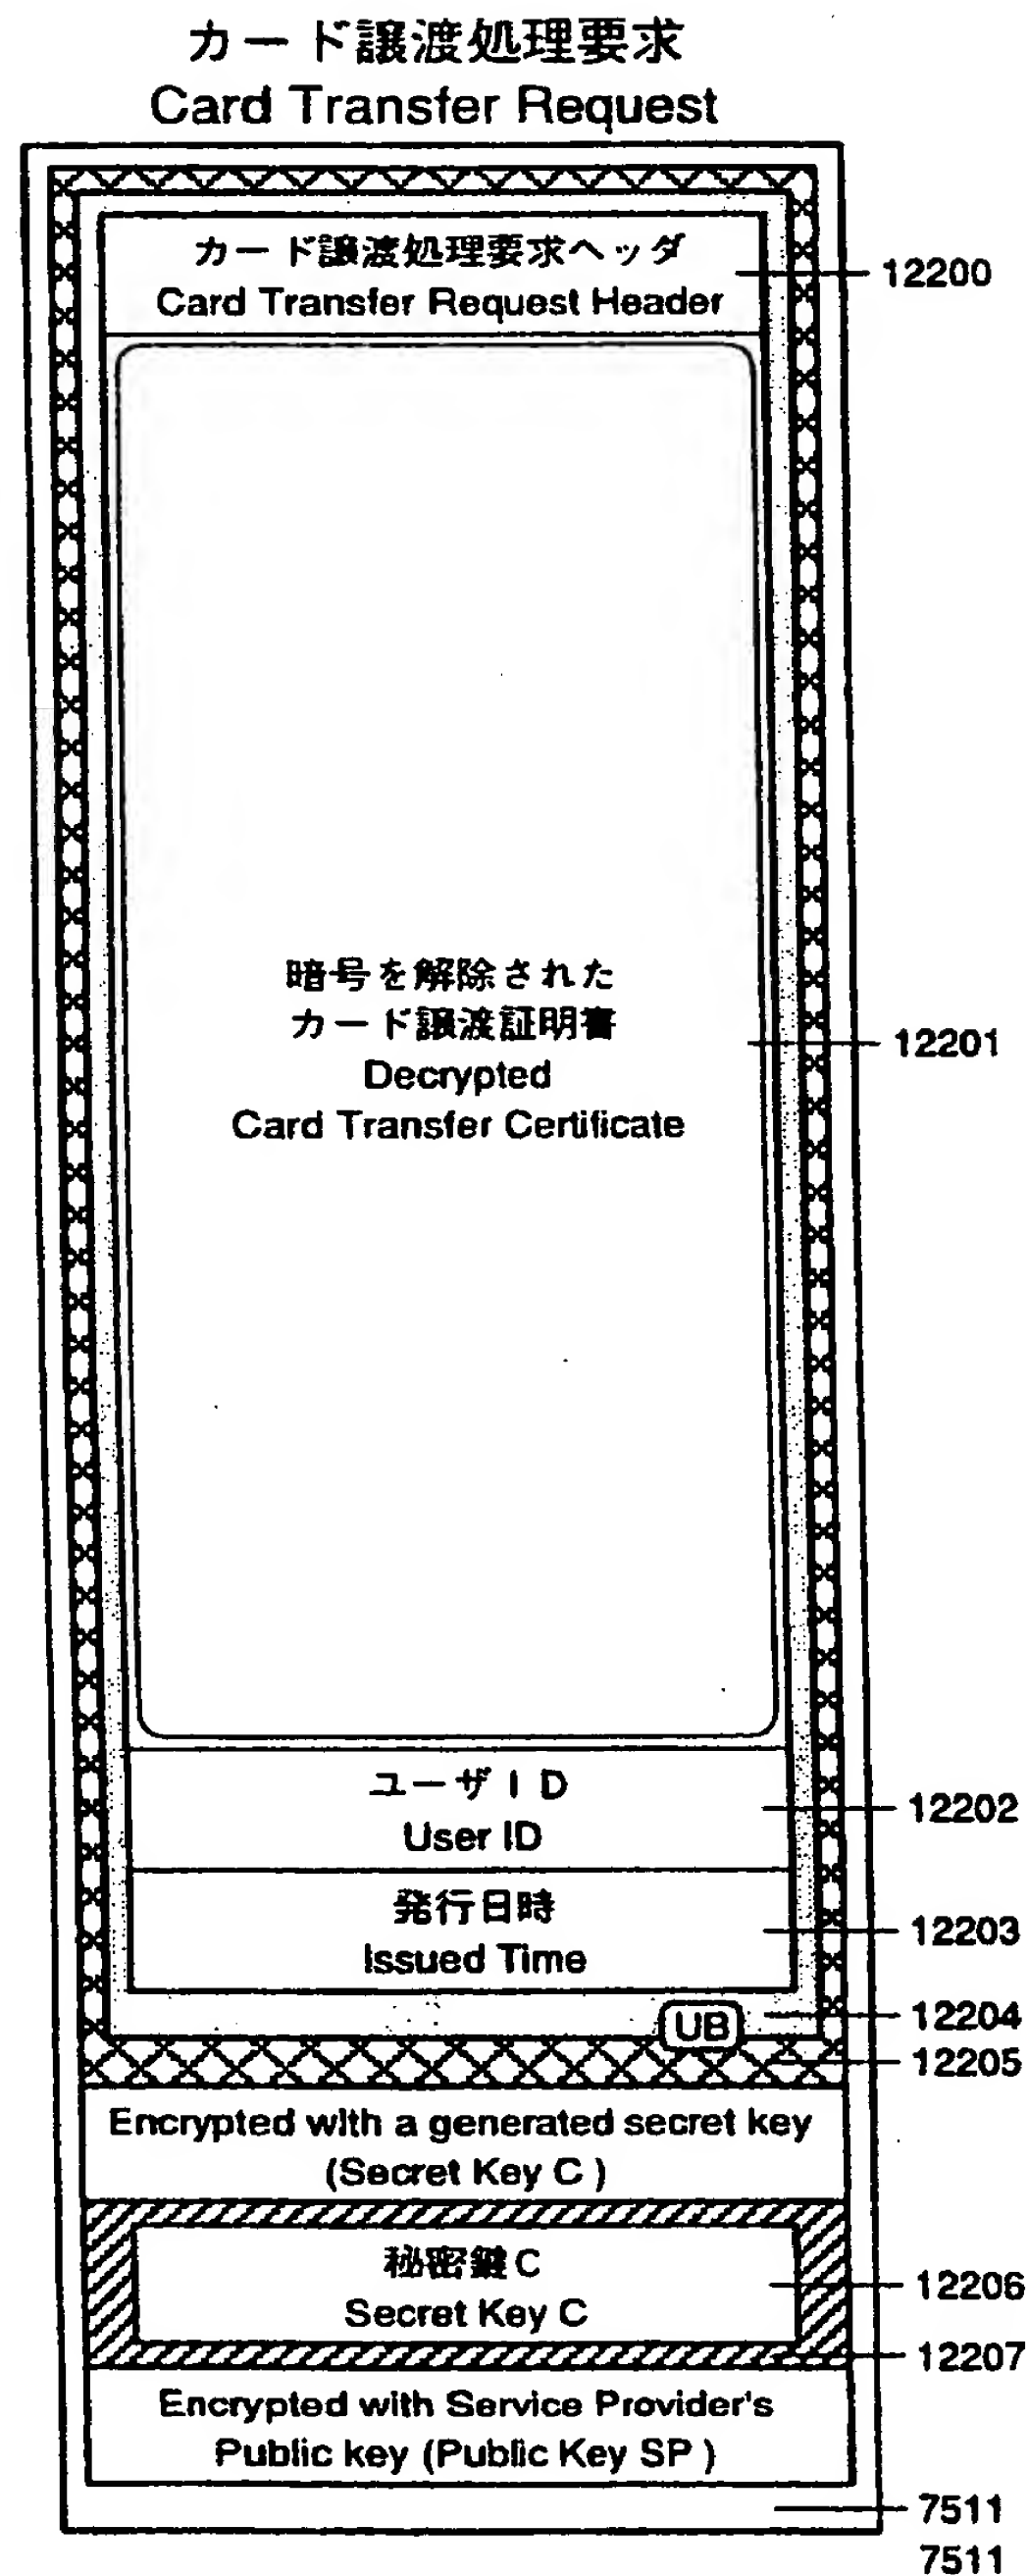 カード譲渡処理要求
Card Transfer Request
カード譲渡処理要求ヘッダ
Card Transfer Request Header
12200
暗号を解除された
カード譲渡証明書
Decrypted
Card Transfer Certificate
12201
ユーザID
User ID
12202
発行日時
Issued Time
12203
UB
12204
12205
Encrypted with a generated secret key
(Secret Key C )
秘密鍵C
Secret Key C
12206
12207
Encrypted with Service Provider's
Public key (Public Key SP )
7511
7511